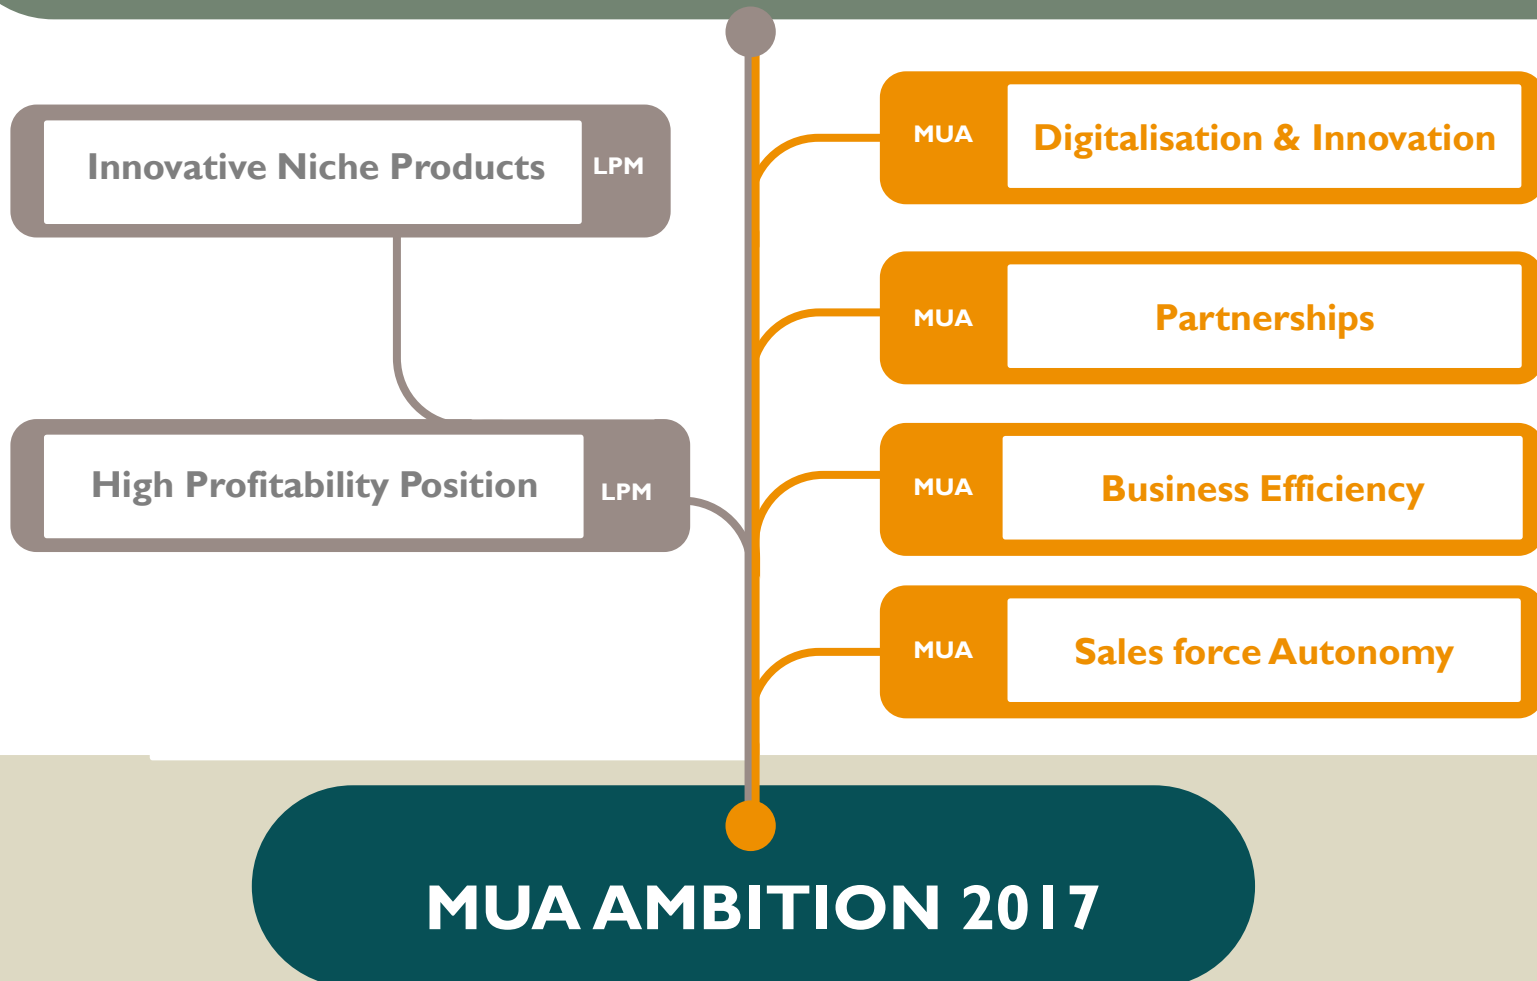 Innovative Niche Products LPM
High Profitability Position LPM
MUA Digitalisation & Innovation
MUA Partnerships
MUA Business Efficiency
MUA Sales force Autonomy
MUA AMBITION 2017